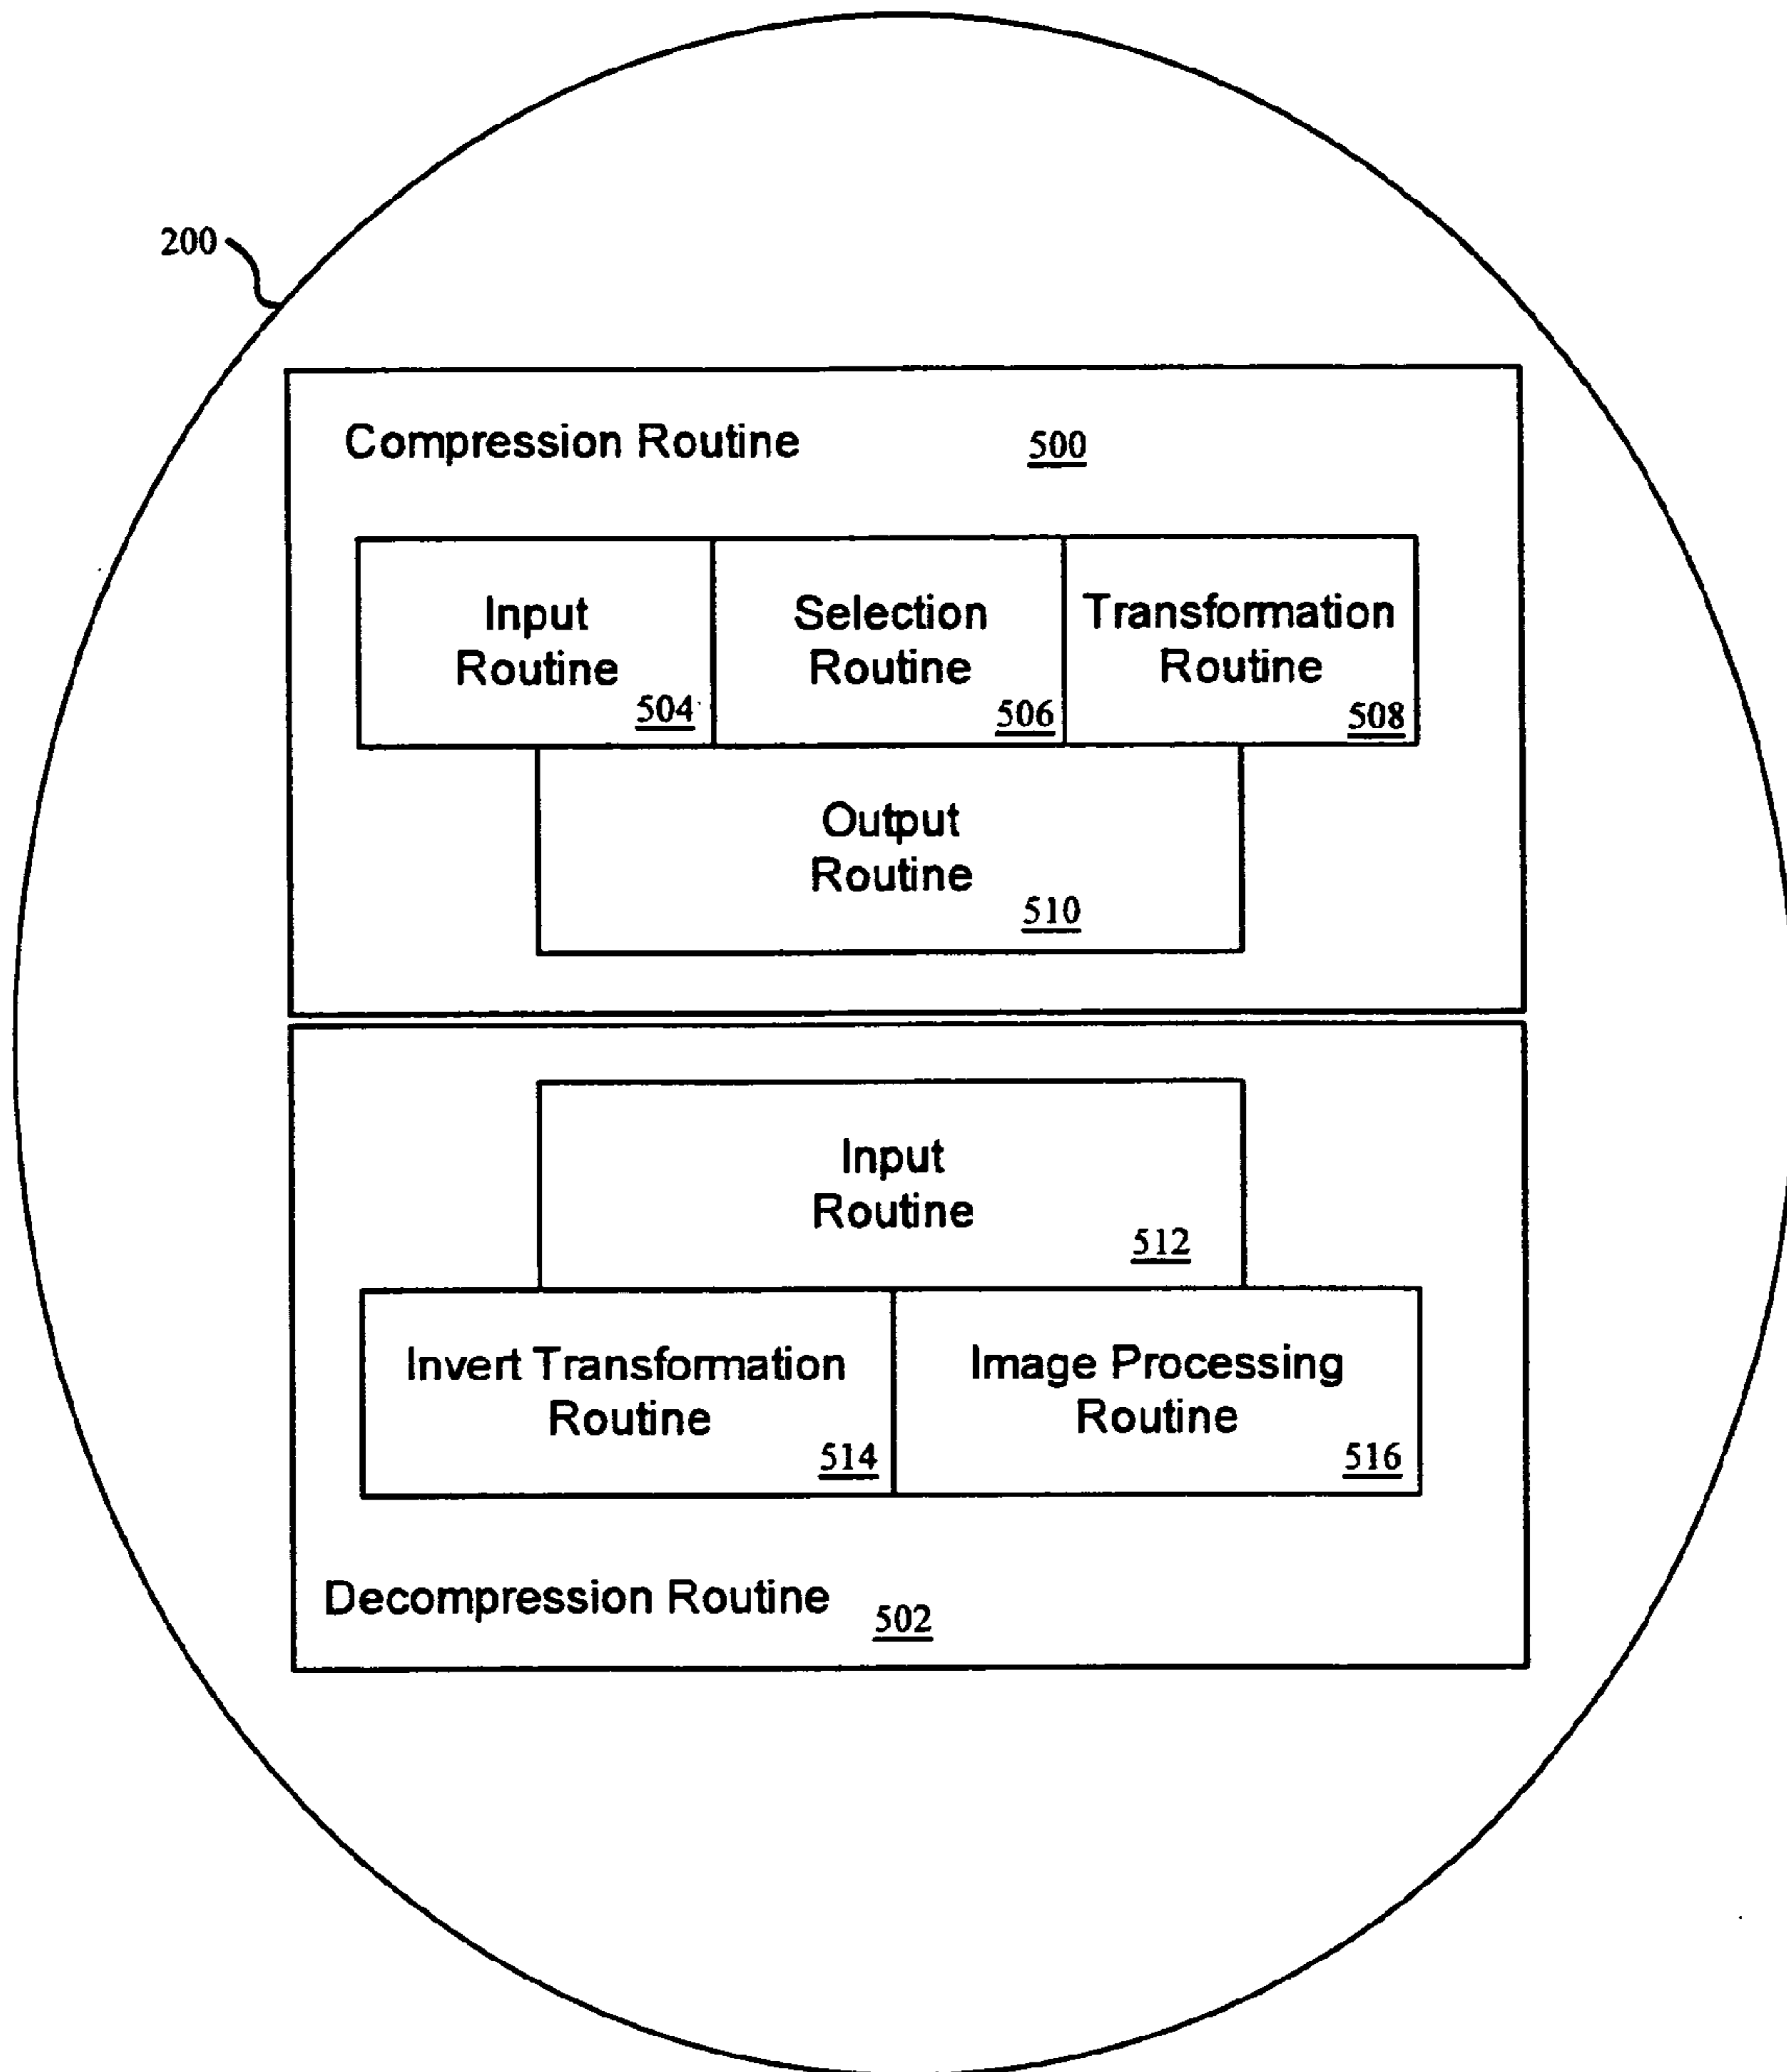 200
Compression Routine 500
Input
Routine
504
Selection
Routine
506
Transformation
Routine
508
Output
Routine
510
Input
Routine
512
Invert Transformation
Routine
514
Image Processing
Routine
516
Decompression Routine 502